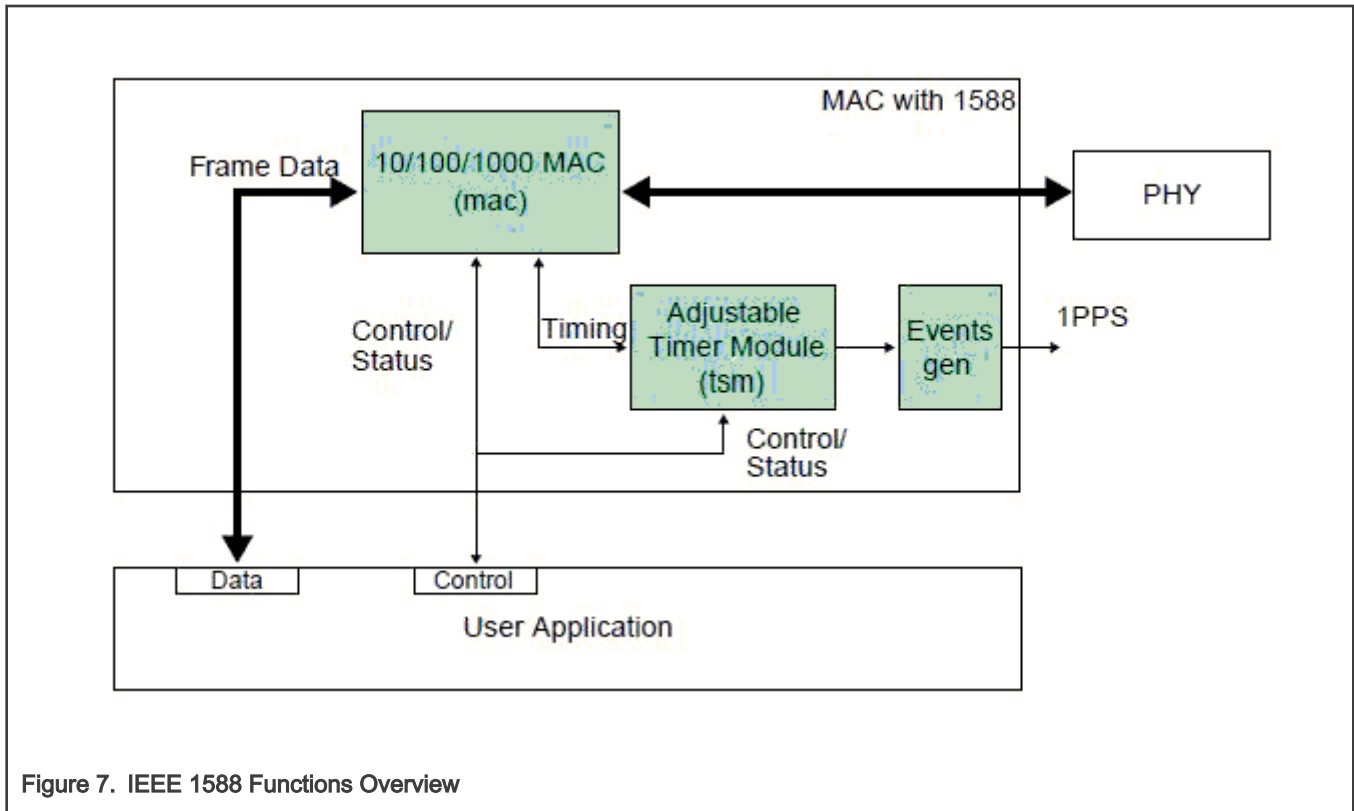 MAC with 1588
Frame Data
10/100/1000 MAC
(mac)
PHY
Control/
Status
Timing
Adjustable
Timer Module
(tsm)
Events
gen
1PPS
Control/
Status
Data
Control
User Application
Figure 7. IEEE 1588 Functions Overview